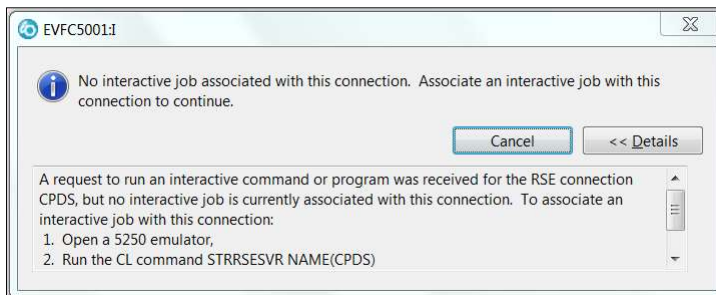 EVFC5001:I
No interactive job associated with this connection.  Associate an interactive job with this
connection to continue.
Cancel
<< Details
A request to run an interactive command or program was received for the RSE connection
CPDS, but no interactive job is currently associated with this connection.  To associate an
interactive job with this connection:
1.  Open a 5250 emulator,
2.  Run the CL command STRRSESVR NAME(CPDS)